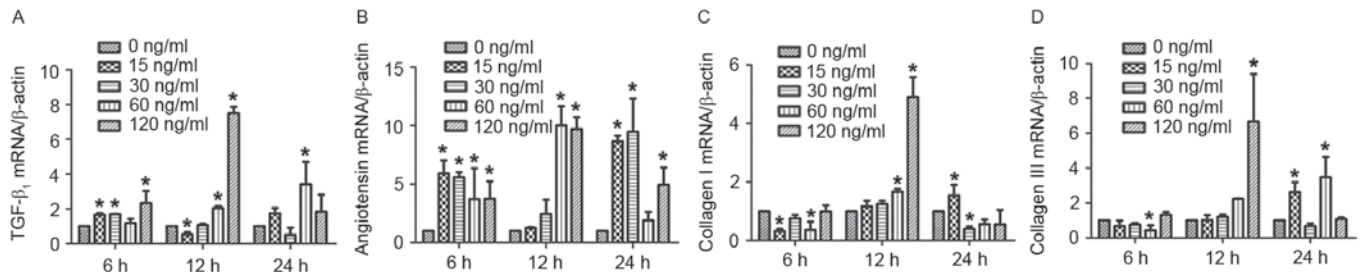 A
TGF-β1 mRNA/β-actin
10
8
6
4
2
0
0 ng/ml
15 ng/ml
30 ng/ml
60 ng/ml
120 ng/ml
* * * * * * *
6 h 12 h 24 h
B
Angiotensin mRNA/β-actin
15
10
5
0
0 ng/ml
15 ng/ml
30 ng/ml
60 ng/ml
120 ng/ml
* * * * * * * * *
6 h 12 h 24 h
C
Collagen I mRNA/β-actin
6
4
2
0
0 ng/ml
15 ng/ml
30 ng/ml
60 ng/ml
120 ng/ml
* * * * * *
6 h 12 h 24 h
D
Collagen III mRNA/β-actin
10
8
6
4
2
0
0 ng/ml
15 ng/ml
30 ng/ml
60 ng/ml
120 ng/ml
* * * *
6 h 12 h 24 h